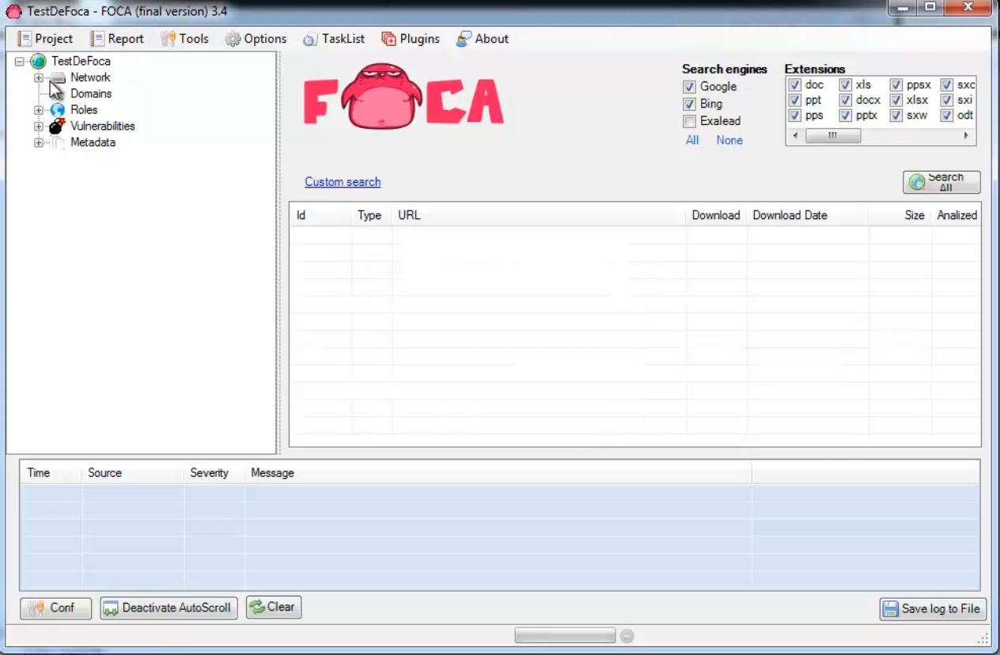 TestDeFoca - FOCA (final version) 3.4
Project Report Tools Options TaskList Plugins About
TestDeFoca
Network
Domains
Roles
Vulnerabilities
Metadata
FOCA
Search engines
Google
Bing
Exalead
All None
Extensions
doc xls ppsx sxc
ppt docx xlsx sxi
pps pptx sxw odt
Custom search
Search
All
Id Type URL Download Download Date Size Analized
Time Source Severity Message
Conf Deactivate AutoScroll Clear Save log to File